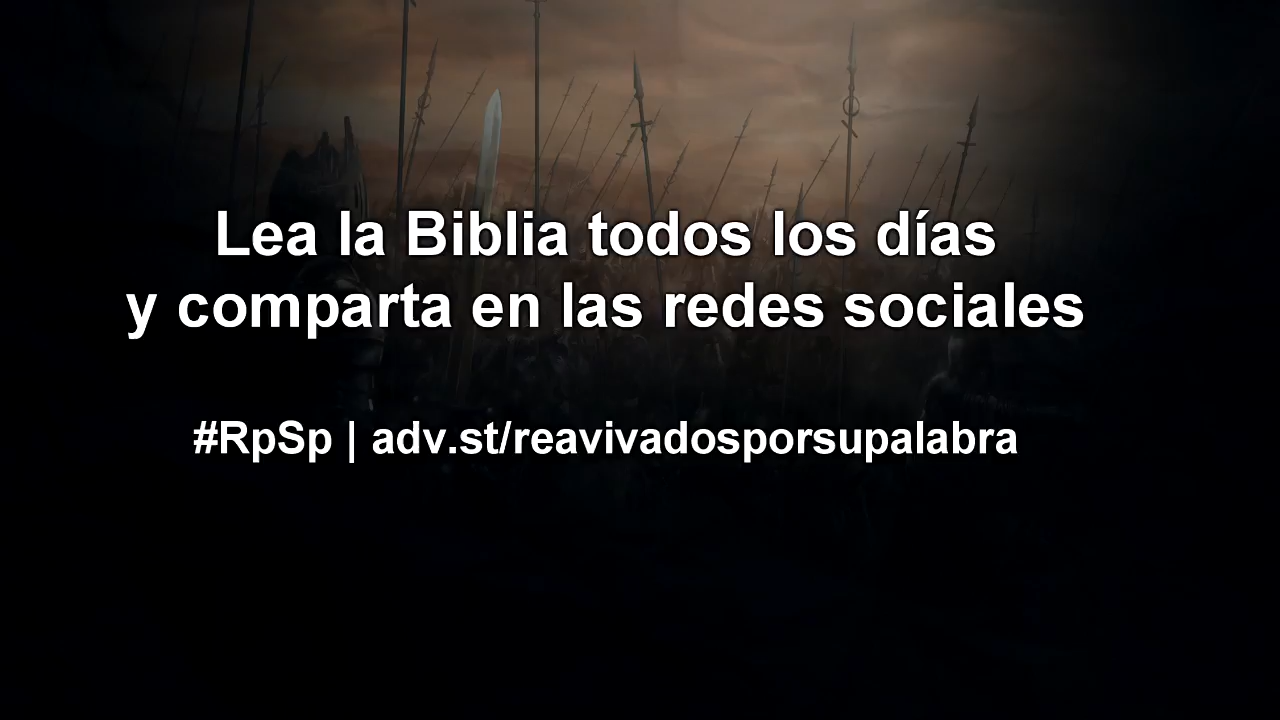 Lea la Biblia todos los días
y comparta en las redes sociales
#RpSp | adv.st/reavivadosporsupalabra